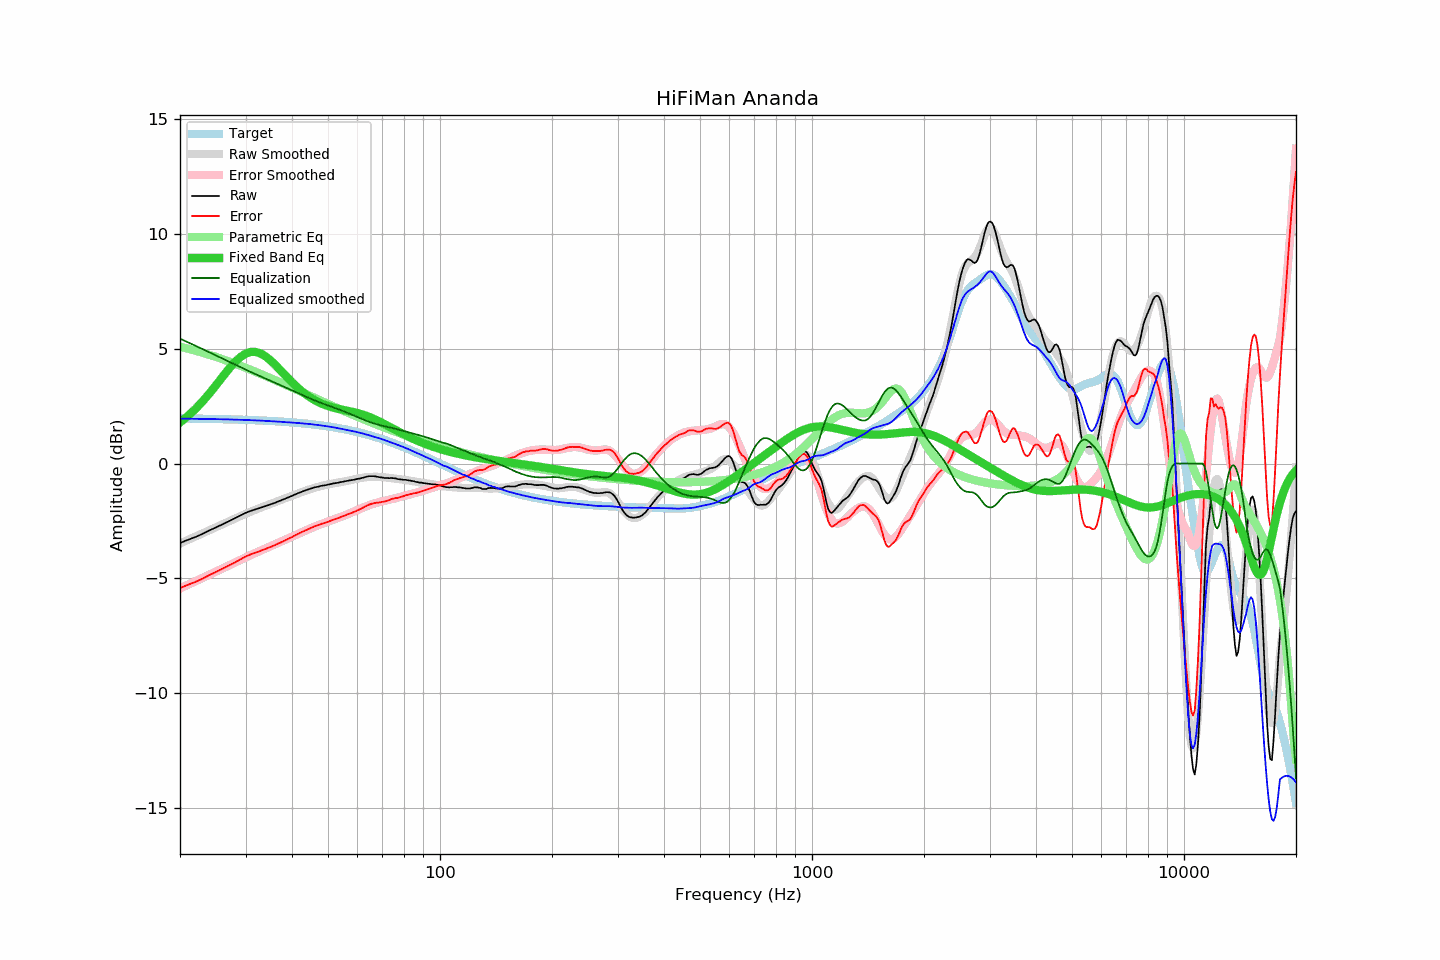 HiFiMan Ananda
Target
Raw Smoothed
Error Smoothed
Raw
Error
Parametric Eq
Fixed Band Eq
Equalization
Equalized smoothed
15
10
5
0
−5
−10
−15
Amplitude (dBr)
100
1000
10000
Frequency (Hz)